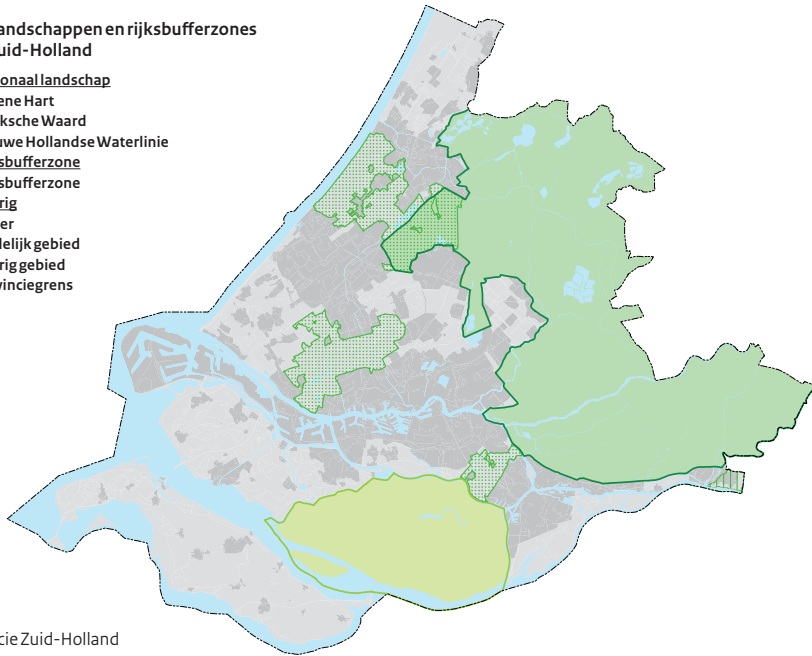 andschappen en rijksbufferzones
uid-Holland
onaal landschap
ene Hart
ksche Waard
uwe Hollandse Waterlinie
sbufferzone
sbufferzone
rig
er
delijk gebied
rig gebied
vinciegrens
cie Zuid-Holland